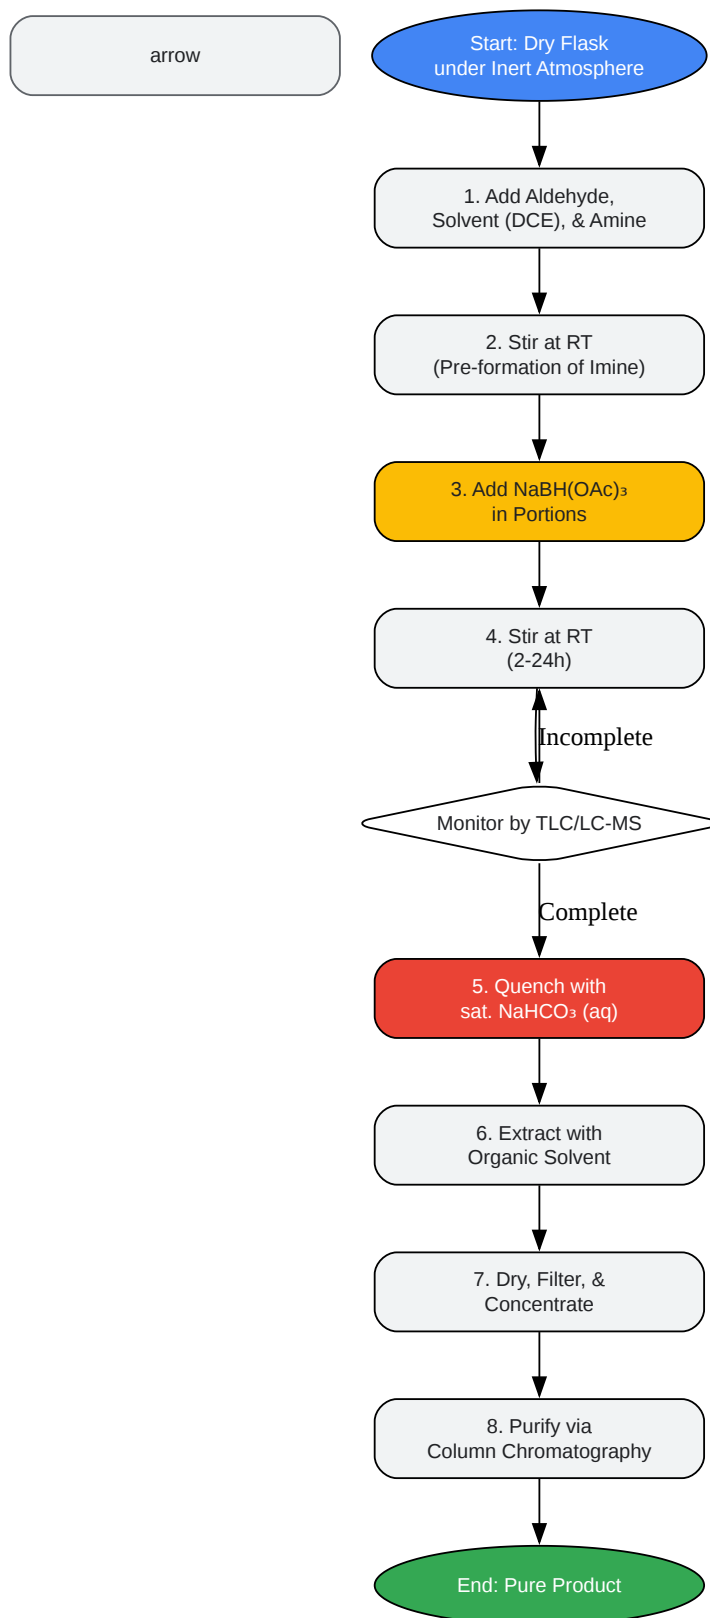 arrow
Start: Dry Flask
under Inert Atmosphere
1. Add Aldehyde,
Solvent (DCE), & Amine
2. Stir at RT
(Pre-formation of Imine)
3. Add NaBH(OAc)₃
in Portions
4. Stir at RT
(2-24h)
Incomplete
Monitor by TLC/LC-MS
Complete
5. Quench with
sat. NaHCO₃ (aq)
6. Extract with
Organic Solvent
7. Dry, Filter, &
Concentrate
8. Purify via
Column Chromatography
End: Pure Product